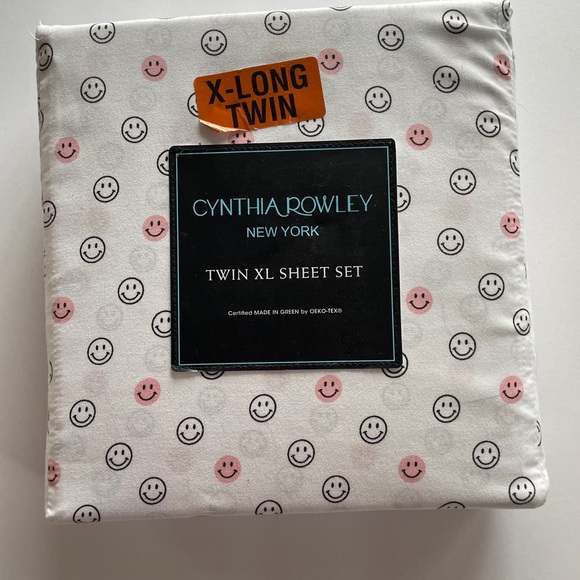 X-LONG
TWIN
CYNTHIA ROWLEY
NEW YORK
TWIN XL SHEET SET
Certified MADE IN GREEN by OEKO-TEX®